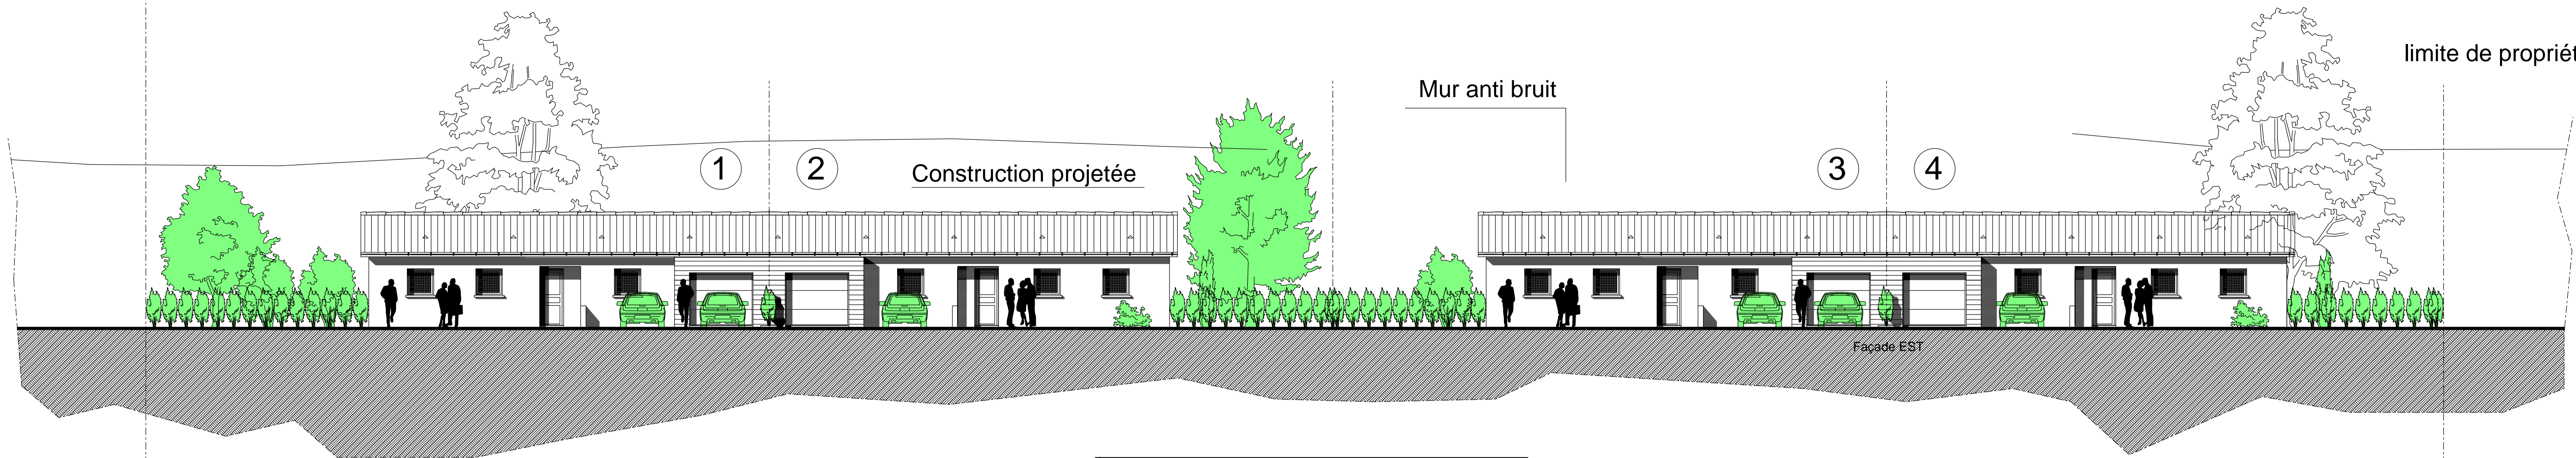 limite de propriét
Mur anti bruit
1
2
Construction projetée
3
4
Façade EST